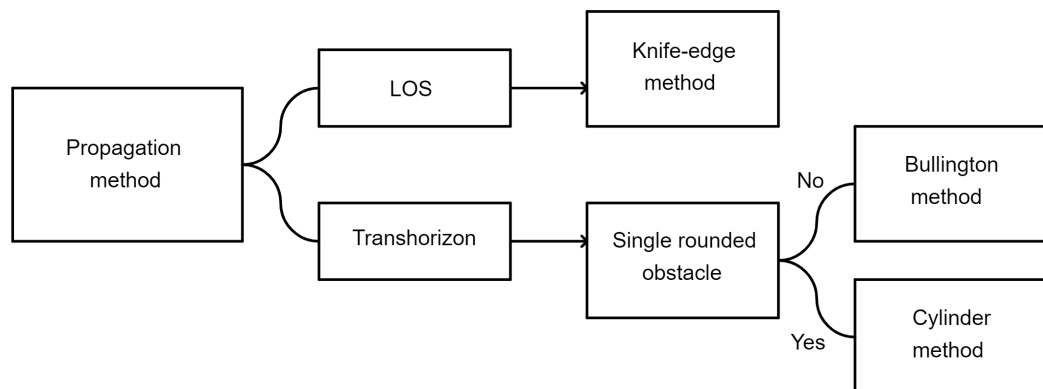 Propagation
method
LOS
Knife-edge
method
Transhorizon
Single rounded
obstacle
No
Bullington
method
Yes
Cylinder
method